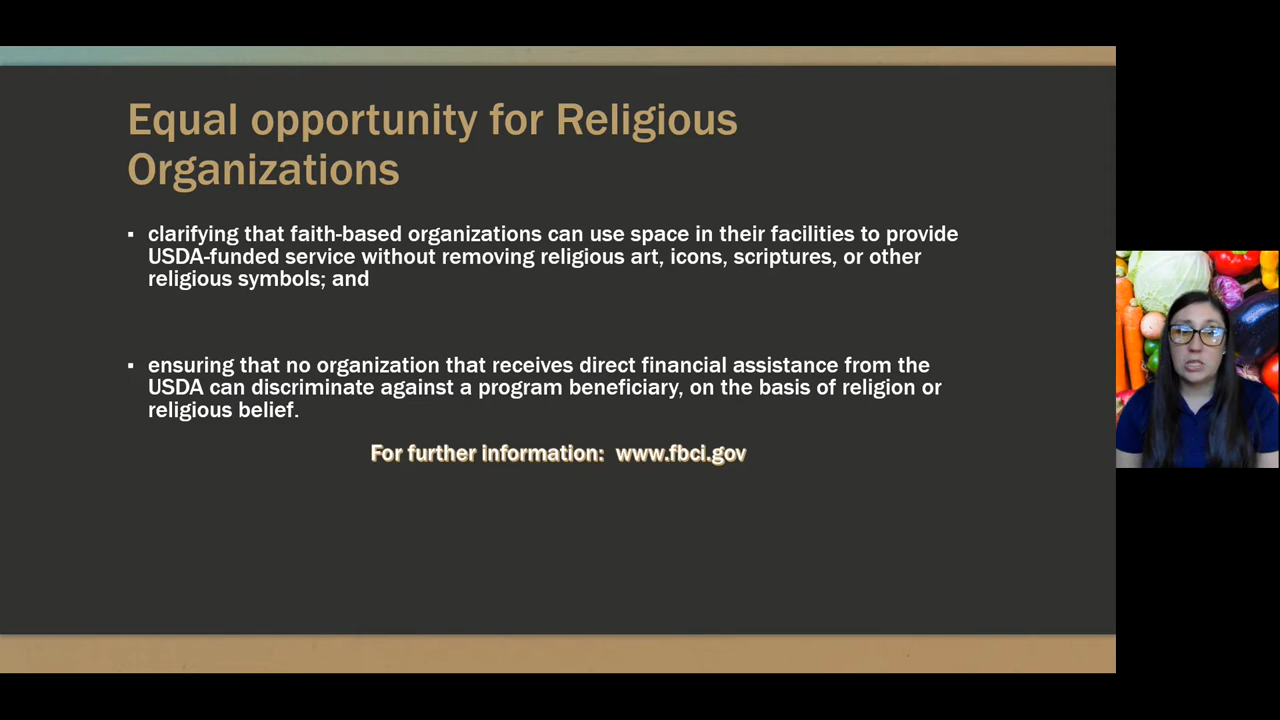 Equal opportunity for Religious
Organizations
▪ clarifying that faith-based organizations can use space in their facilities to provide
USDA-funded service without removing religious art, icons, scriptures, or other
religious symbols; and
▪ ensuring that no organization that receives direct financial assistance from the
USDA can discriminate against a program beneficiary, on the basis of religion or
religious belief.
For further information: www.fbci.gov